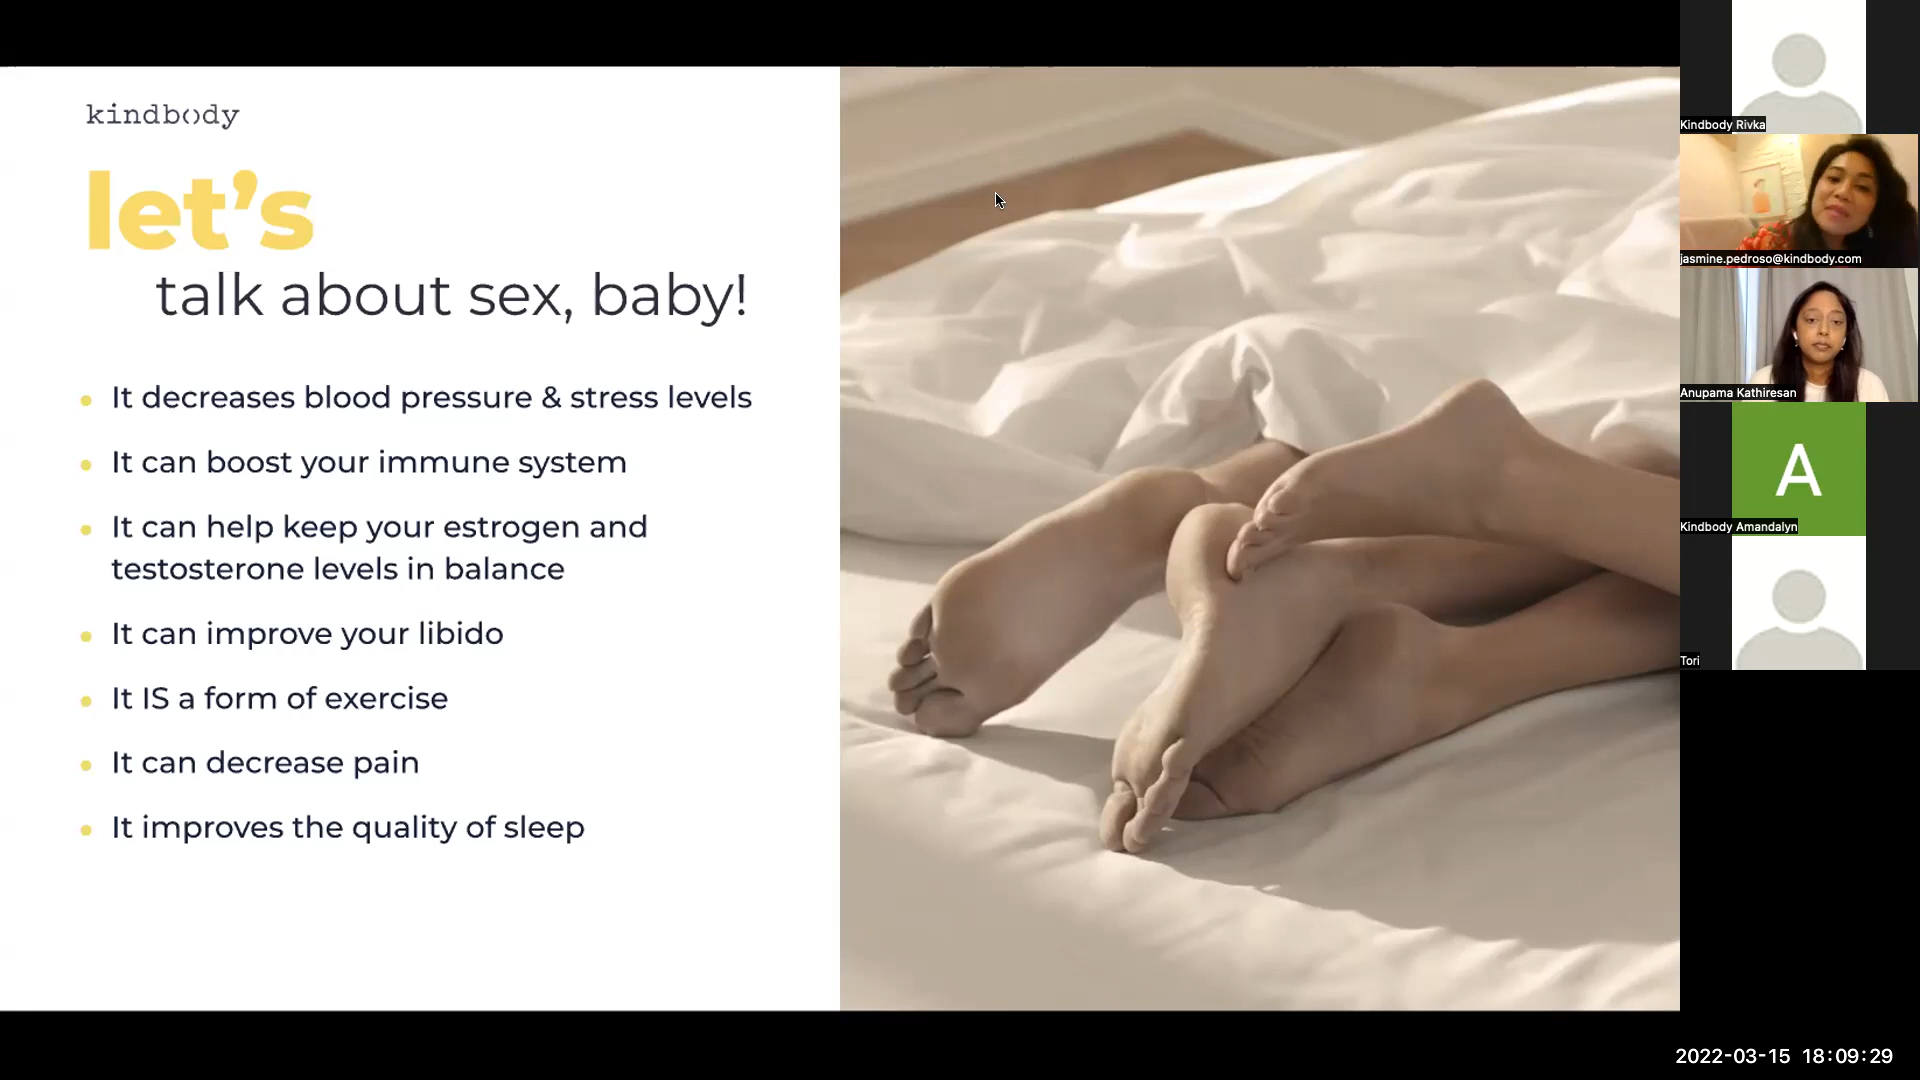 kindbody
let's
talk about sex, baby!
It decreases blood pressure & stress levels
It can boost your immune system
It can help keep your estrogen and
testosterone levels in balance
It can improve your libido
It IS a form of exercise
It can decrease pain
It improves the quality of sleep
Kindbody Rivka
jasmine.pedroso@kindbody.com
Anupama Kathiresan
A
Kindbody Amandalyn
Tori
2022-03-15 18:09:29